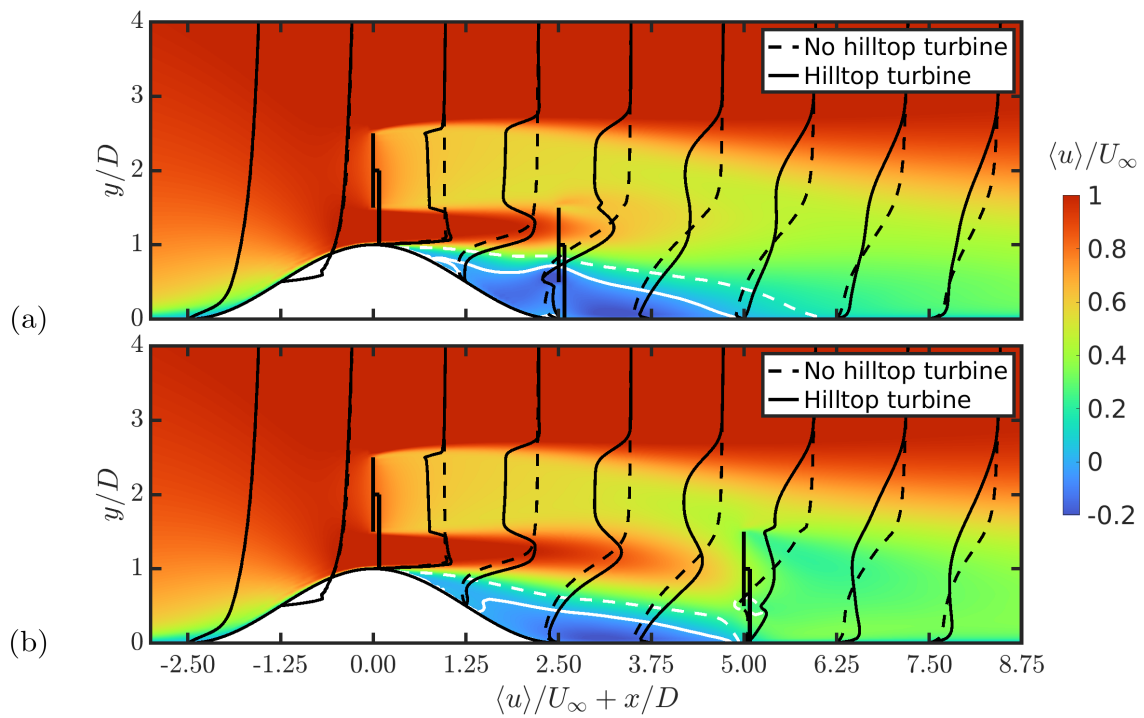 4
3
2
1
0
y/D
(a)
No hilltop turbine
Hilltop turbine
⟨u⟩/U∞
1
0.8
0.6
0.4
0.2
0
-0.2
4
3
2
1
0
y/D
(b)
No hilltop turbine
Hilltop turbine
-2.50 -1.25 0.00 1.25 2.50 3.75 5.00 6.25 7.50 8.75
⟨u⟩/U∞ + x/D